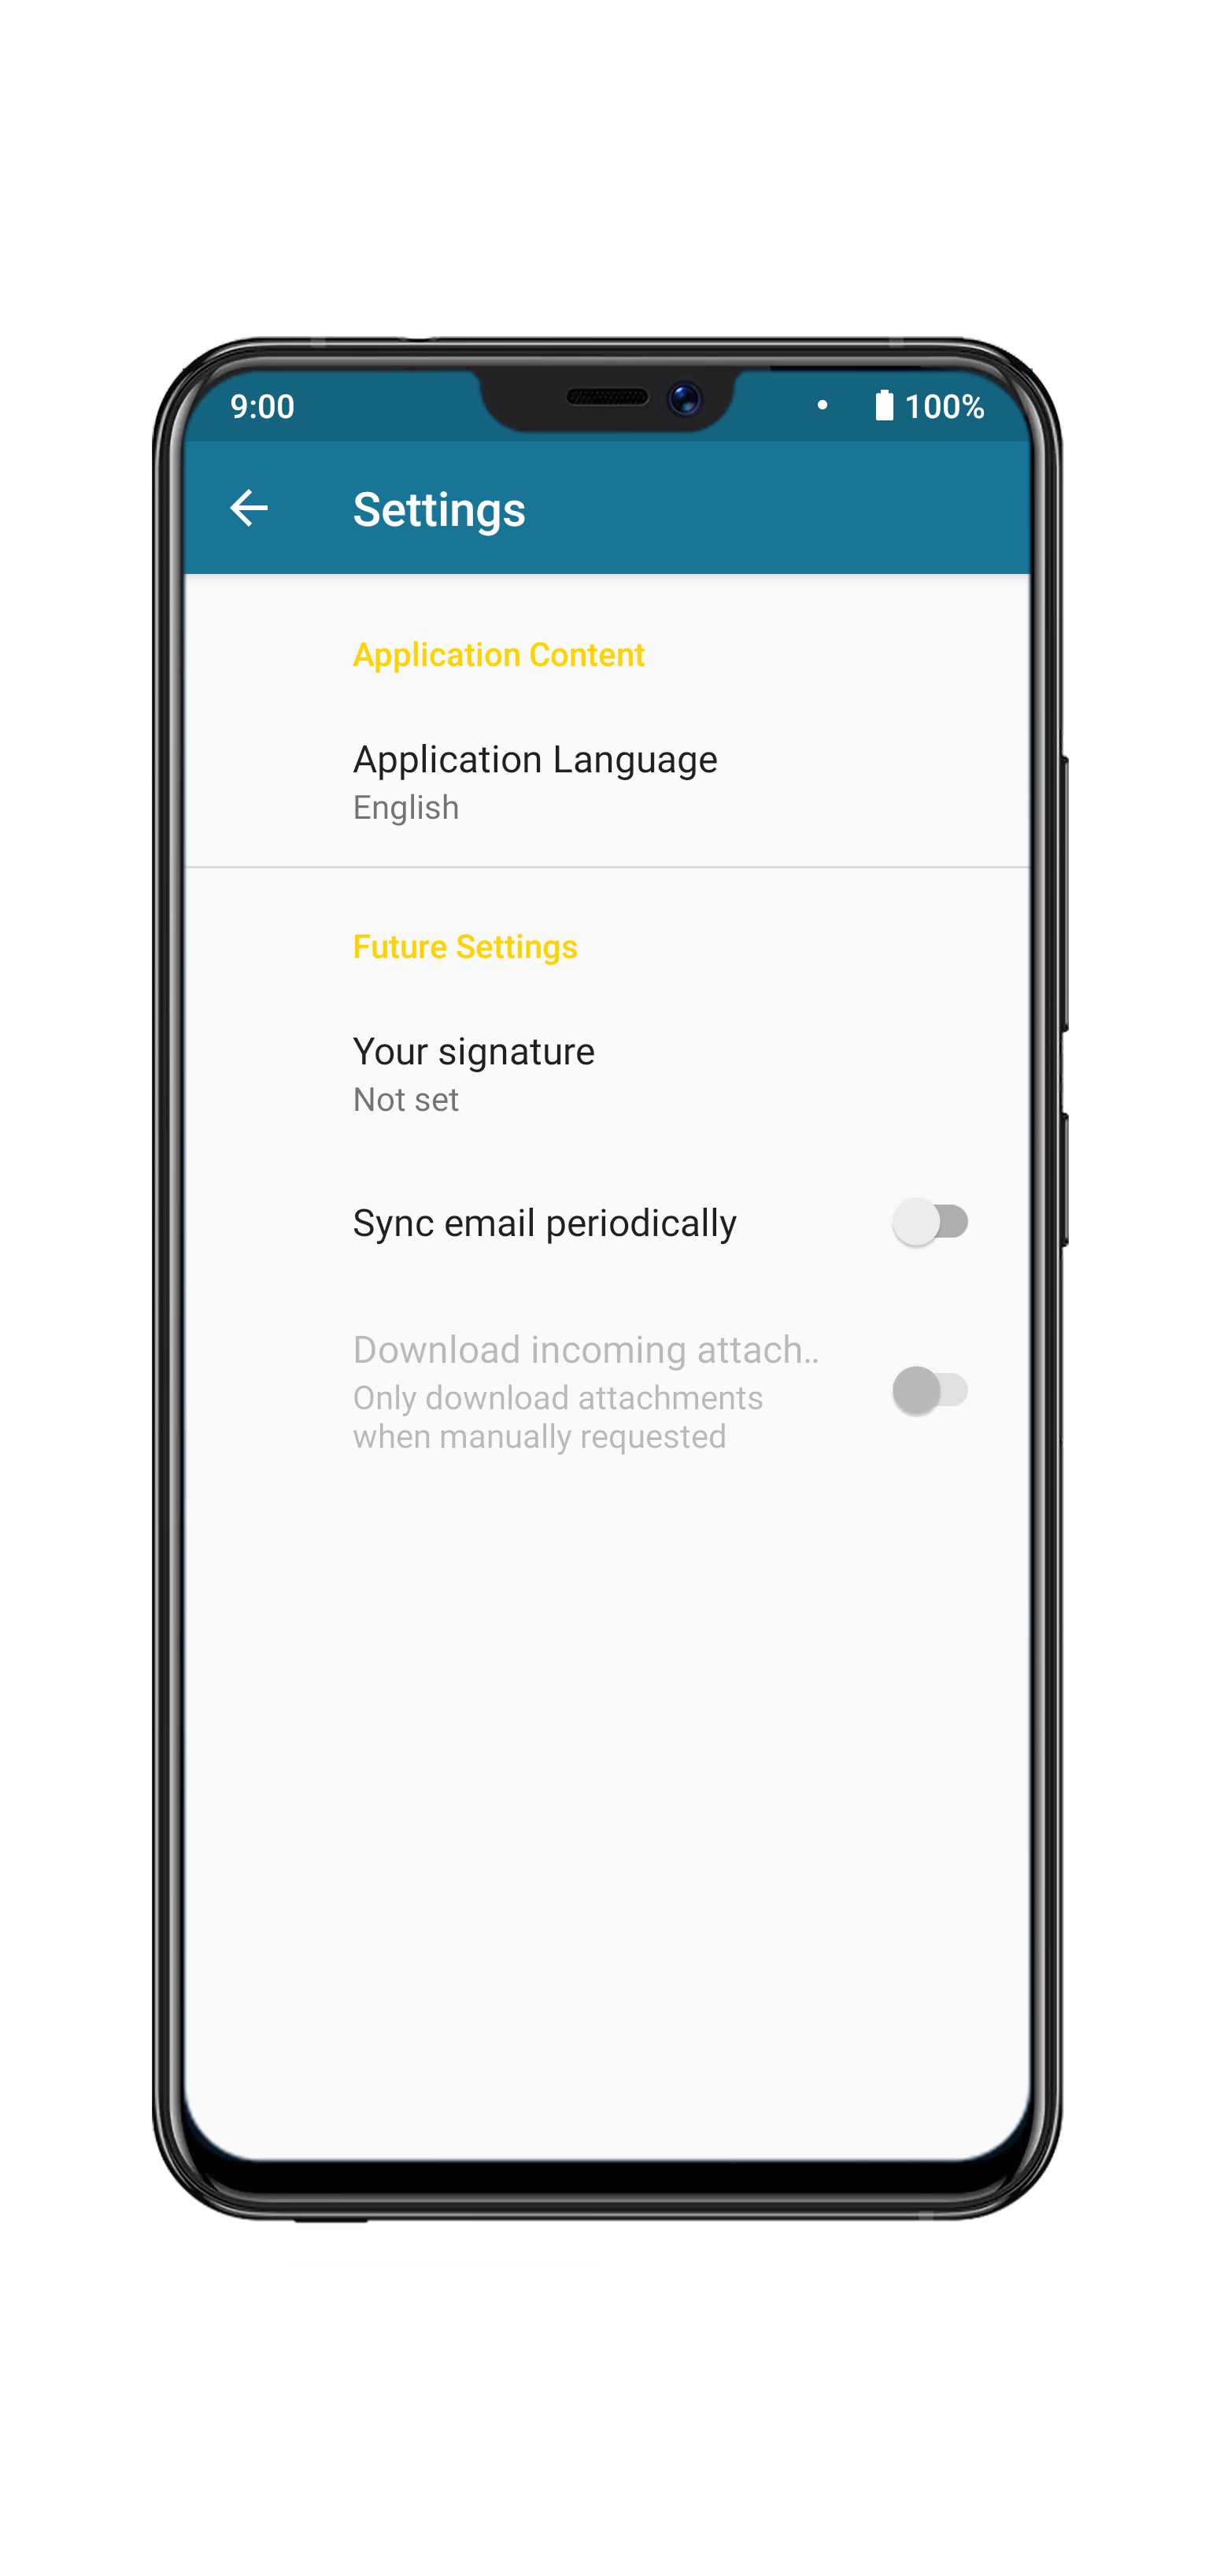 9:00
100%
Settings
Application Content
Application Language
English
Future Settings
Your signature
Not set
Sync email periodically
Download incoming attach..
Only download attachments
when manually requested